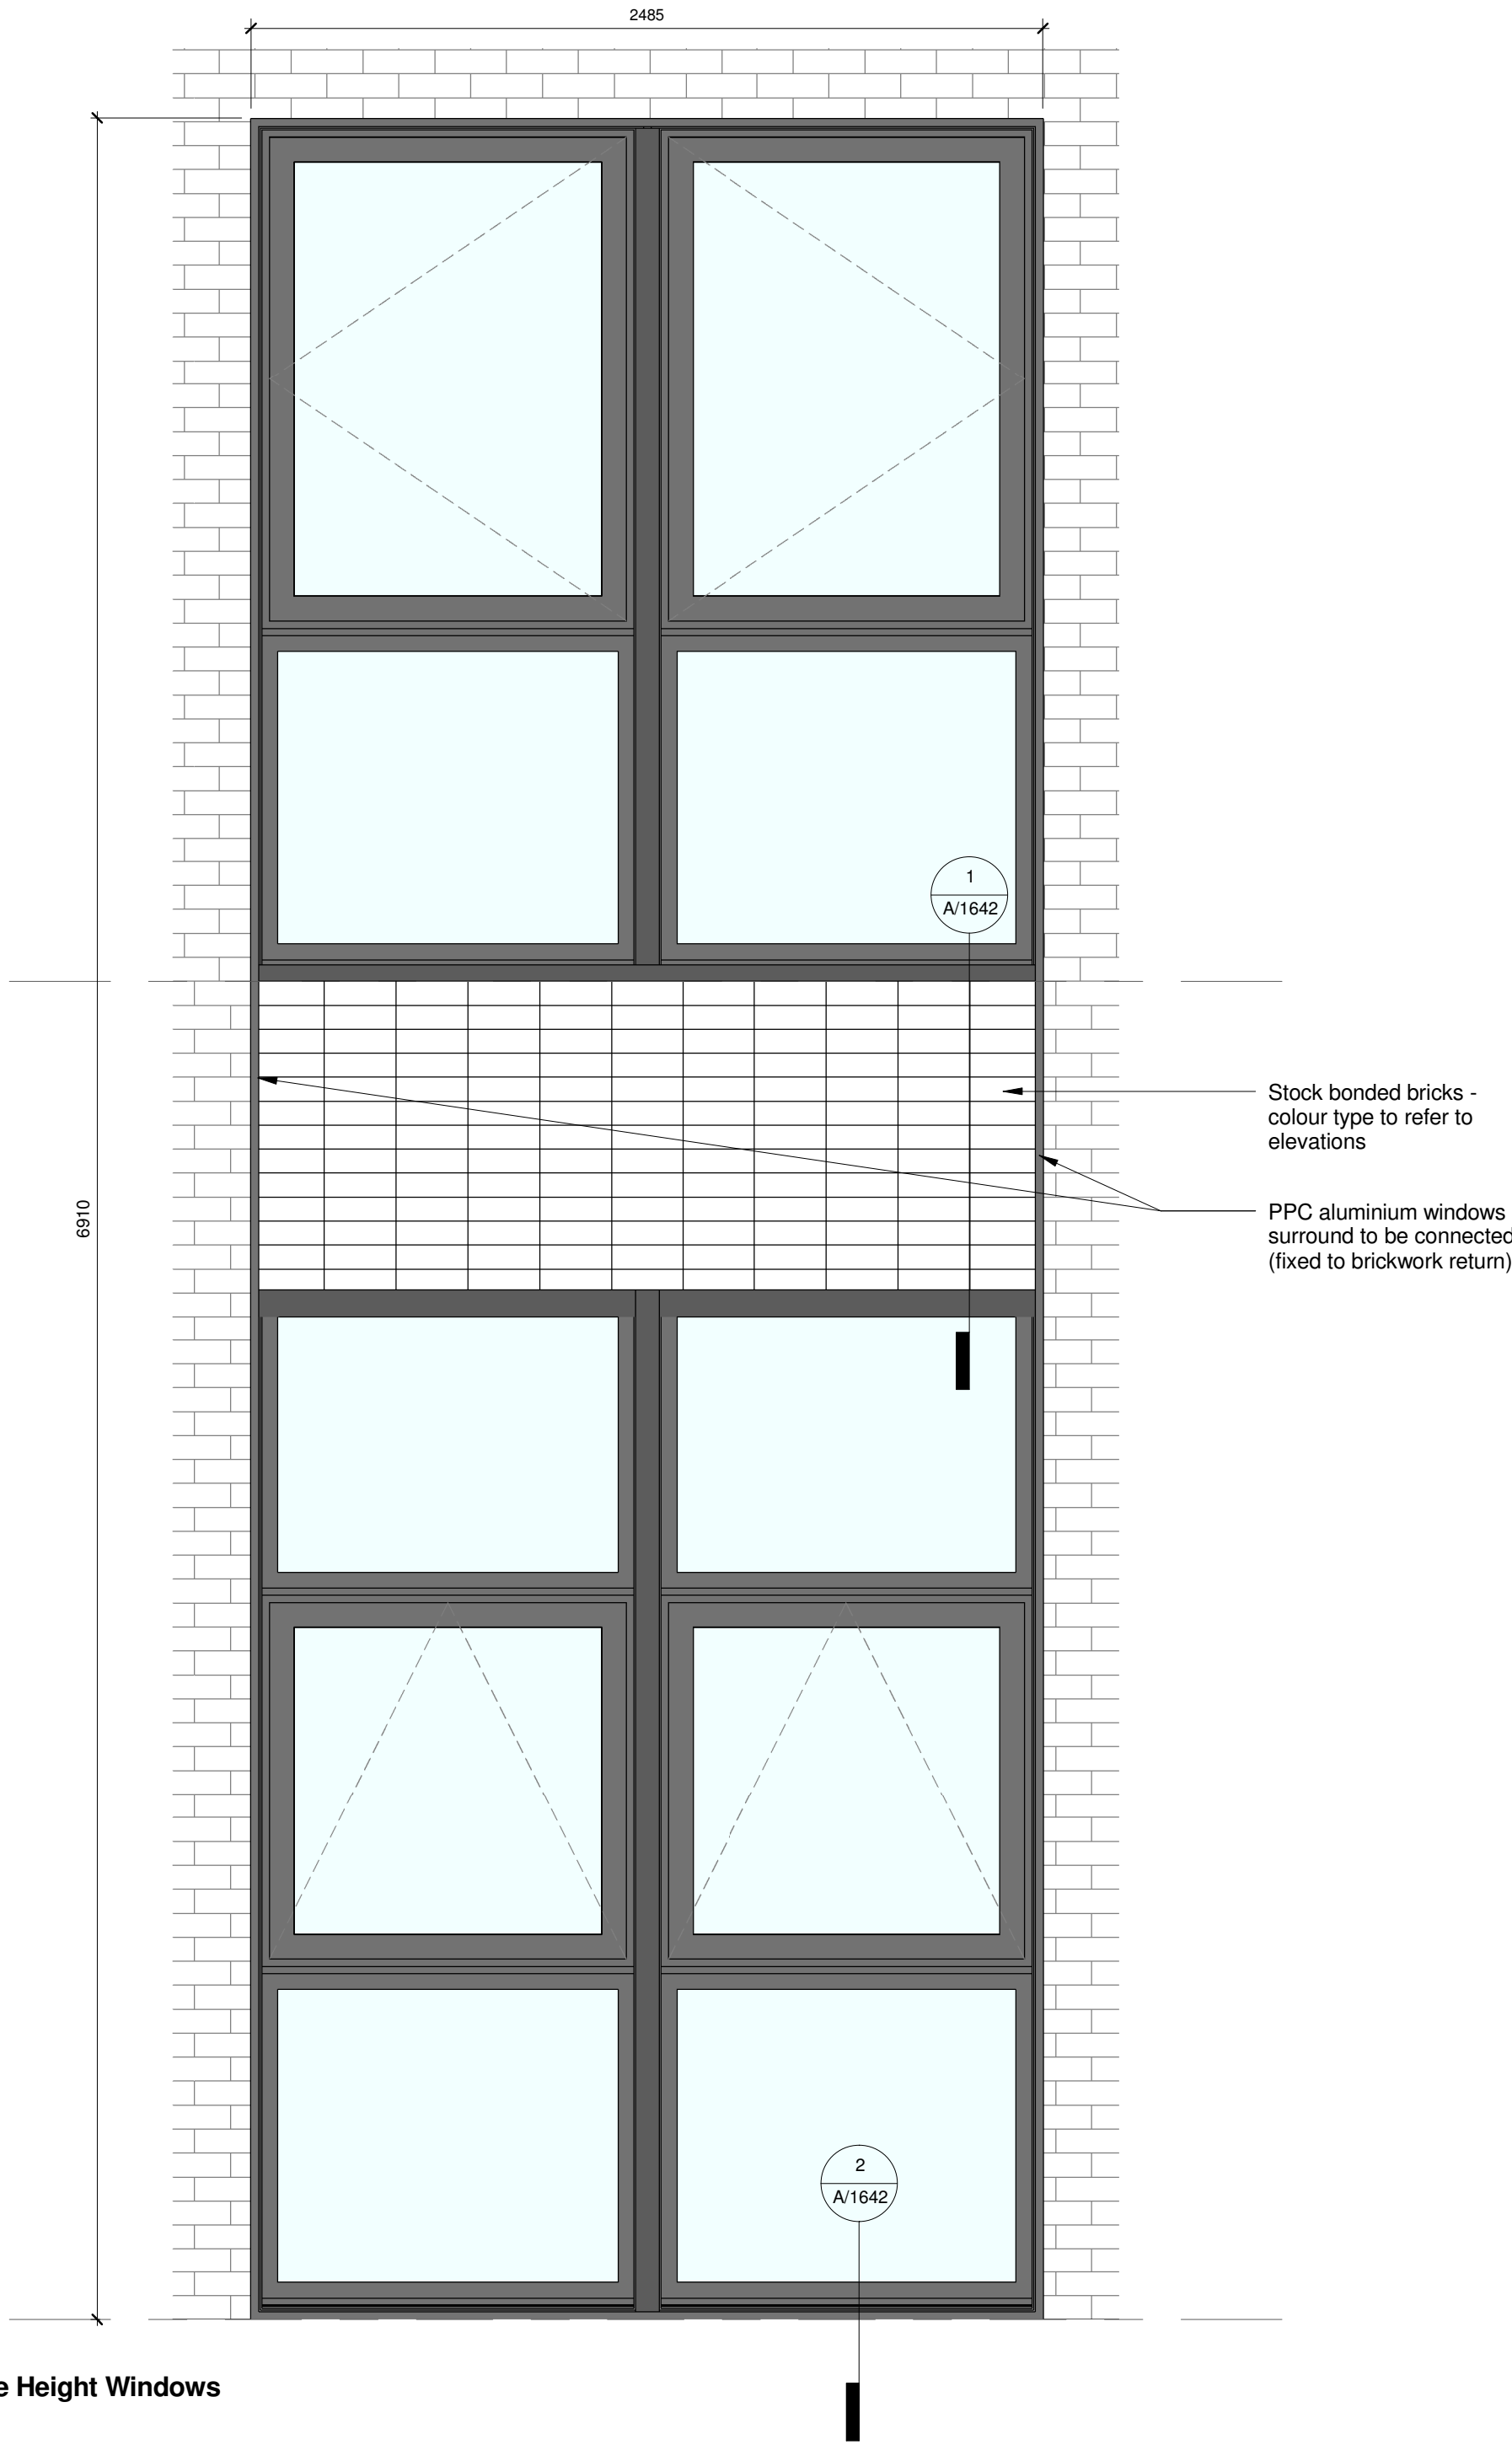 2485
1
A/1642
Stock bonded bricks -
colour type to refer to
elevations
6910
PPC aluminium windows
surround to be connected
(fixed to brickwork return)
2
A/1642
e Height Windows